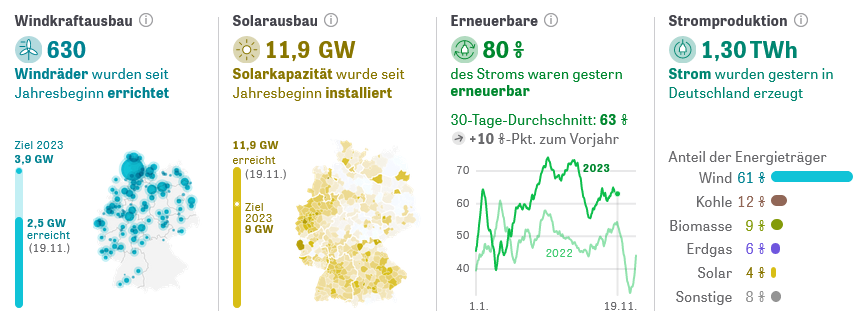 Windkraftausbau
630
Windräder wurden seit
Jahresbeginn errichtet
Ziel 2023
3,9 GW
2,5 GW
erreicht
(19.11.)
Solarausbau
11,9 GW
Solarkapazität wurde seit
Jahresbeginn installiert
11,9 GW
erreicht
(19.11.)
Ziel
2023
9 GW
Erneuerbare
80 %
des Stroms waren gestern
erneuerbar
30-Tage-Durchschnitt: 63 %
+10 %-Pkt. zum Vorjahr
70
60
50
40
2023
2022
1.1.
19.11.
Stromproduktion
1,30 TWh
Strom wurden gestern in
Deutschland erzeugt
Anteil der Energieträger
Wind 61 %
Kohle 12 %
Biomasse 9 %
Erdgas 6 %
Solar 4 %
Sonstige 8 %